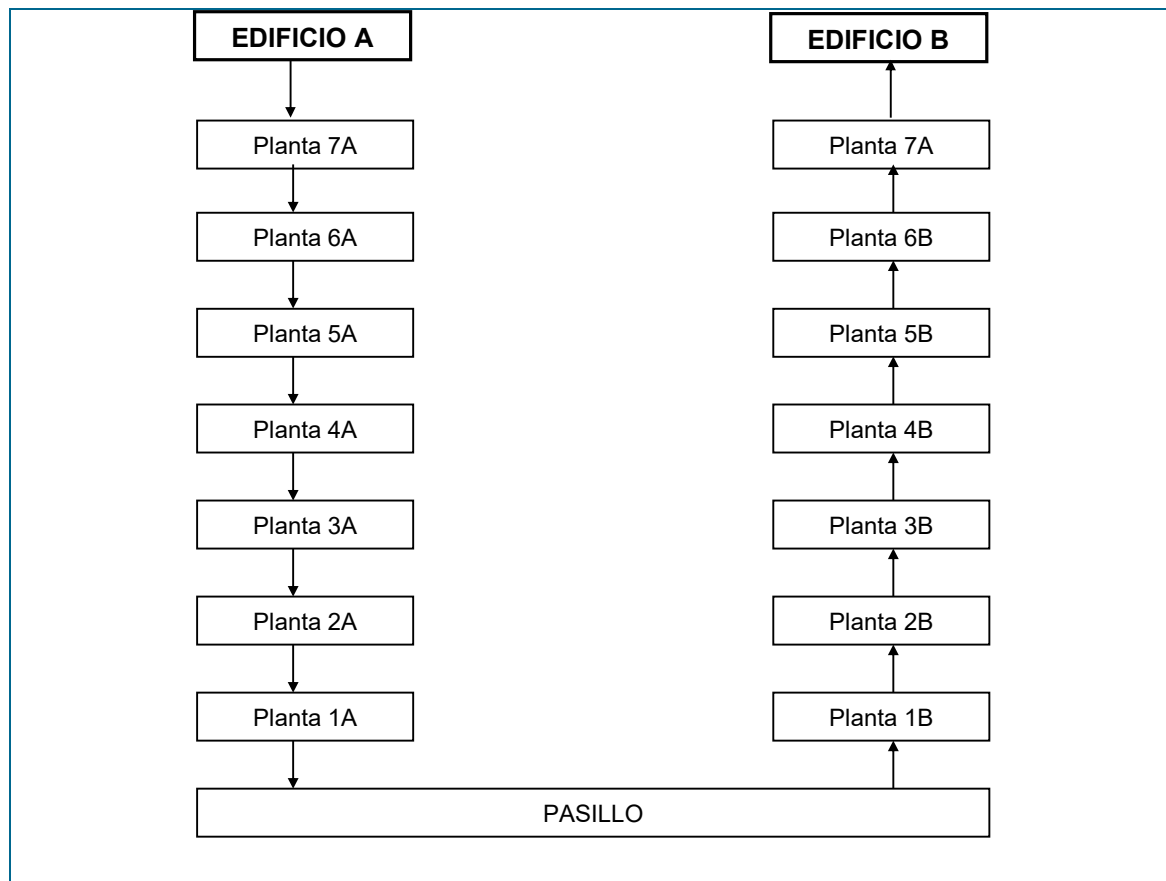 EDIFICIO A
EDIFICIO B
Planta 7A
Planta 7A
Planta 6A
Planta 6B
Planta 5A
Planta 5B
Planta 4A
Planta 4B
Planta 3A
Planta 3B
Planta 2A
Planta 2B
Planta 1A
Planta 1B
PASILLO